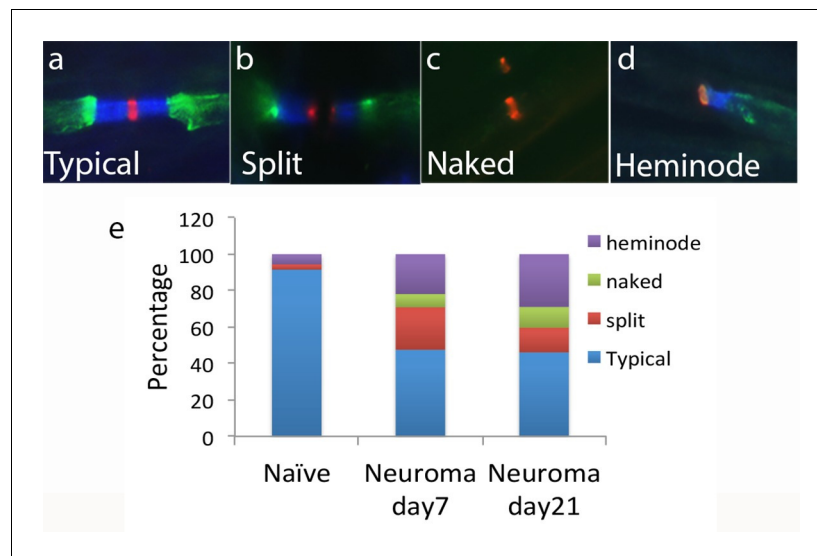 a
Typical
b
Split
c
Naked
d
Heminode
e
Percentage
120
100
80
60
40
20
0
heminode
naked
split
Typical
Naïve
Neuroma
day7
Neuroma
day21